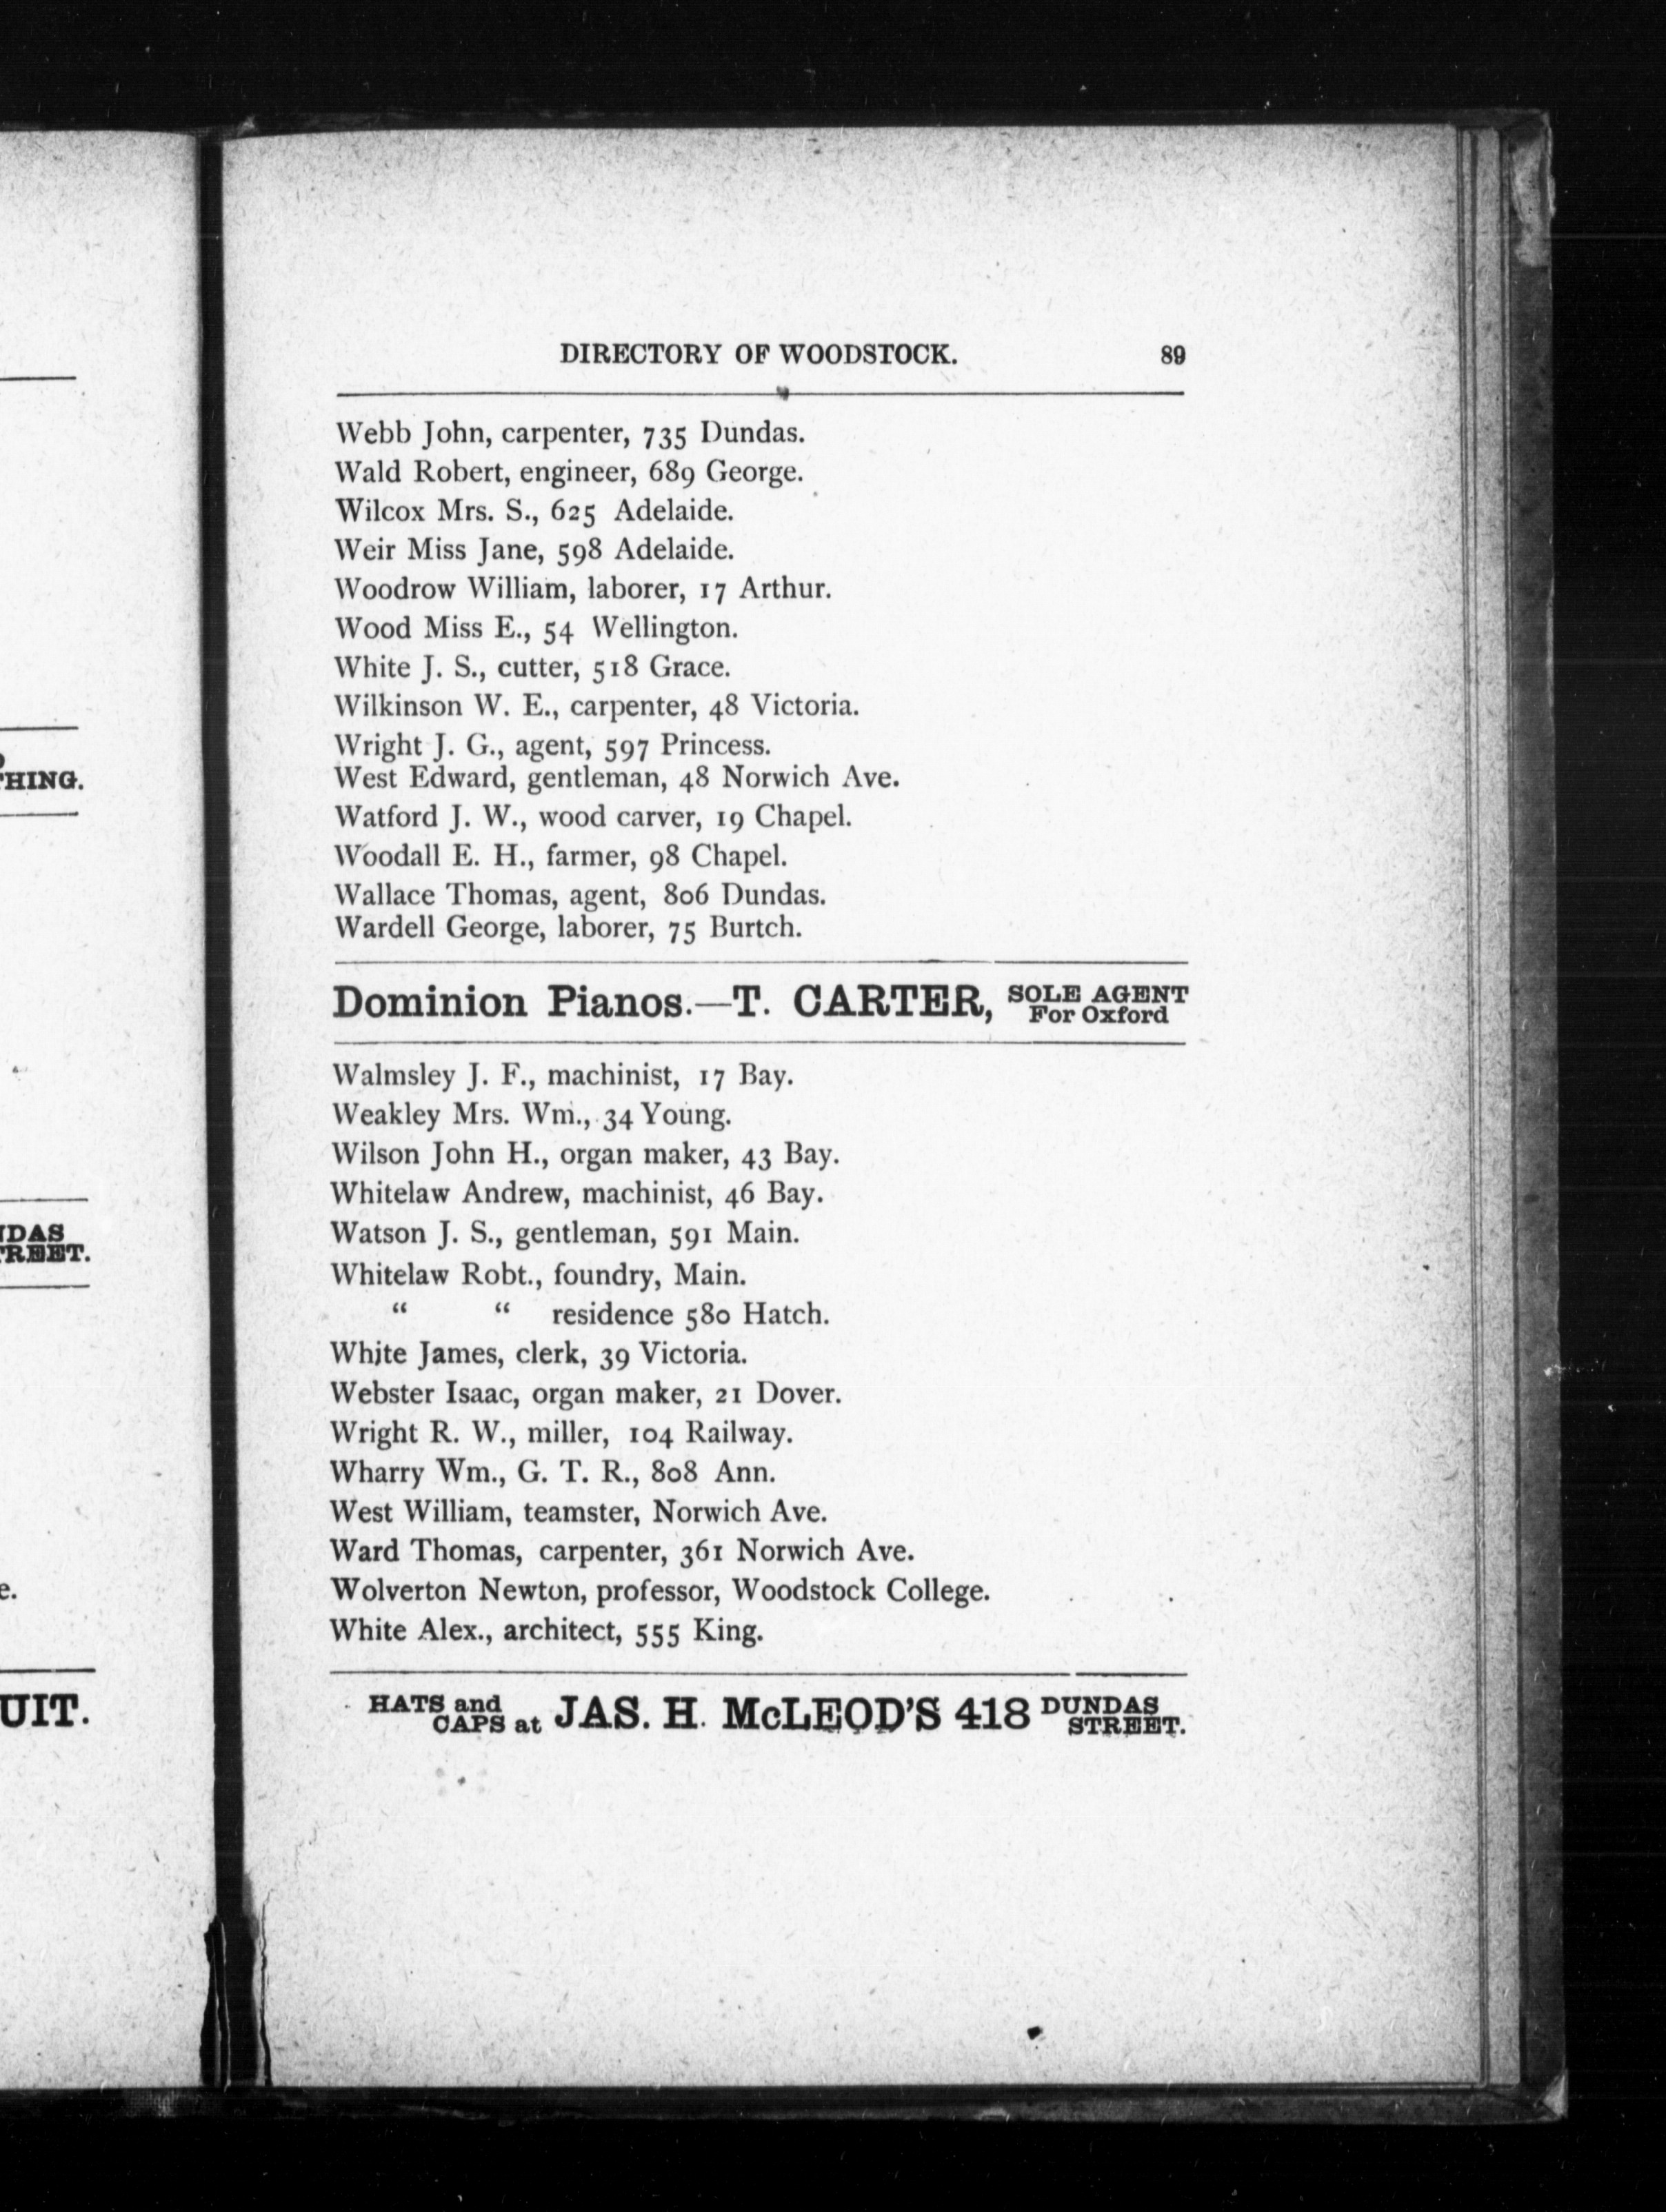 DIRECTORY OF WOODSTOCK. 89
Webb John, carpenter, 735 Dundas.
Wald Robert, engineer, 689 George.
Wilcox Mrs. S., 625 Adelaide.
Weir Miss Jane, 598 Adelaide.
Woodrow William, laborer, 17 Arthur.
Wood Miss E., 54 Wellington.
White J. S., cutter, 518 Grace.
Wilkinson W. E., carpenter, 48 Victoria.
Wright J. G., agent, 597 Princess.
West Edward, gentleman, 48 Norwich Ave.
Watford J. W., wood carver, 19 Chapel.
Woodall E. H., farmer, 98 Chapel.
Wallace Thomas, agent, 806 Dundas.
Wardell George, laborer, 75 Burtch.
Dominion Pianos.—T. CARTER, SOLE AGENT
For Oxford
Walmsley J. F., machinist, 17 Bay.
Weakley Mrs. Wm., 34 Young.
Wilson John H., organ maker, 43 Bay.
Whitelaw Andrew, machinist, 46 Bay.
Watson J. S., gentleman, 591 Main.
Whitelaw Robt., foundry, Main.
“ “ residence 580 Hatch.
White James, clerk, 39 Victoria.
Webster Isaac, organ maker, 21 Dover.
Wright R. W., miller, 104 Railway.
Wharry Wm., G. T. R., 808 Ann.
West William, teamster, Norwich Ave.
Ward Thomas, carpenter, 361 Norwich Ave.
Wolverton Newton, professor, Woodstock College.
White Alex., architect, 555 King.
HATS and
CAPS at JAS. H. McLEOD'S 418 DUNDAS
STREET.